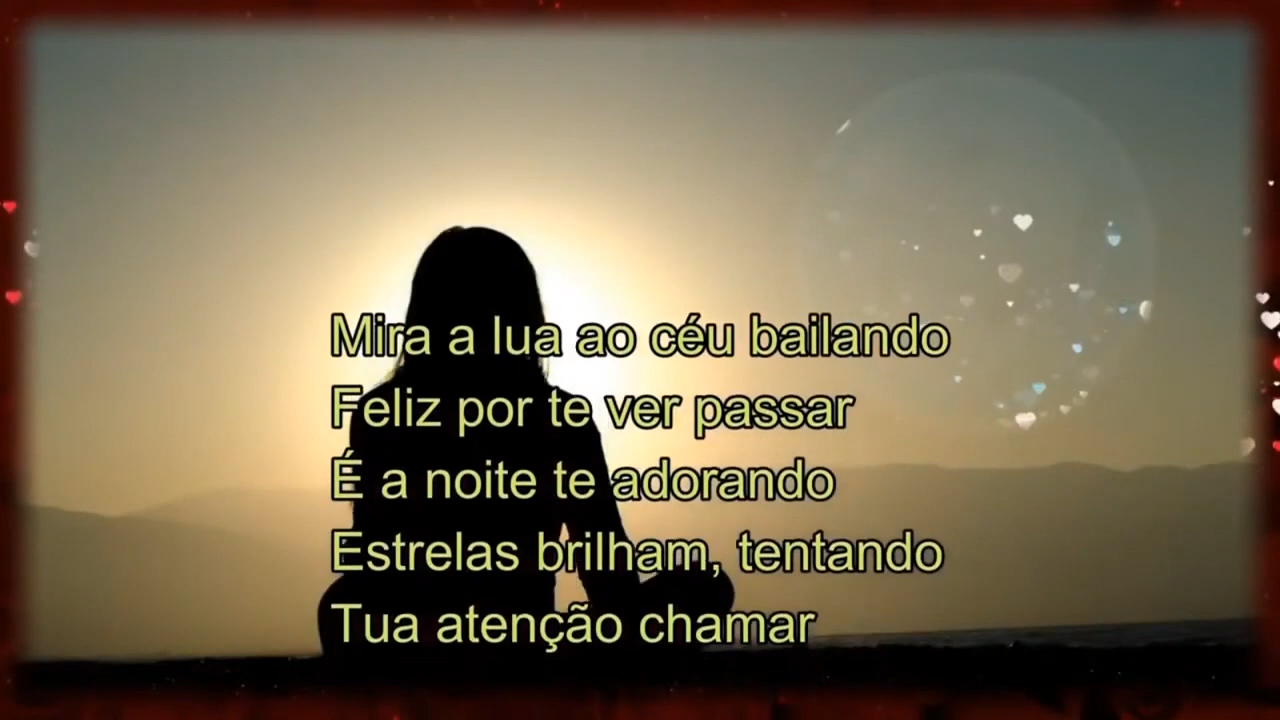 Mira a lua ao céu bailando
Feliz por te ver passar
É a noite te adorando
Estrelas brilham, tentando
Tua atenção chamar